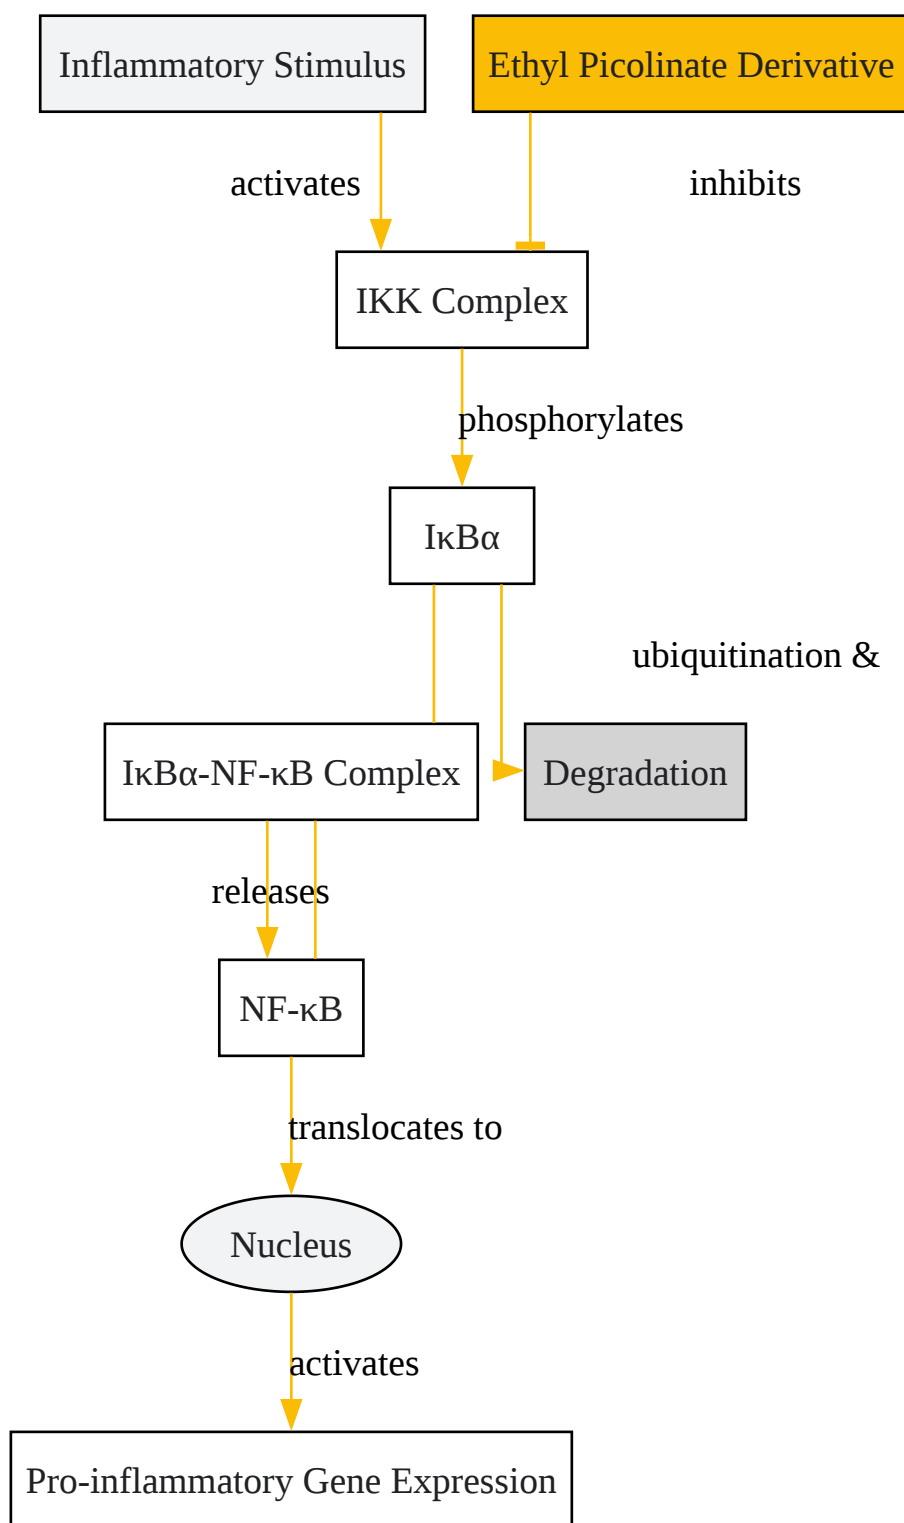 Inflammatory Stimulus
Ethyl Picolinate Derivative
activates
inhibits
IKK Complex
phosphorylates
IκBα
ubiquitination &
IκBα-NF-κB Complex
Degradation
releases
NF-κB
translocates to
Nucleus
activates
Pro-inflammatory Gene Expression